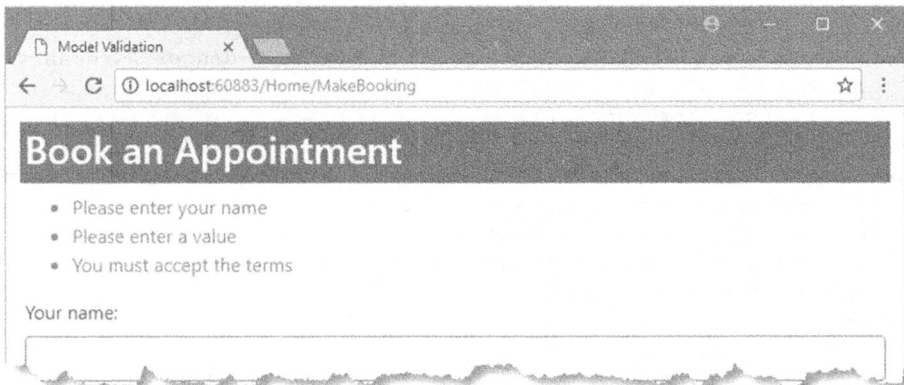 Model Validation
localhost:60883/Home/MakeBooking
Book an Appointment
• Please enter your name
• Please enter a value
• You must accept the terms
Your name: